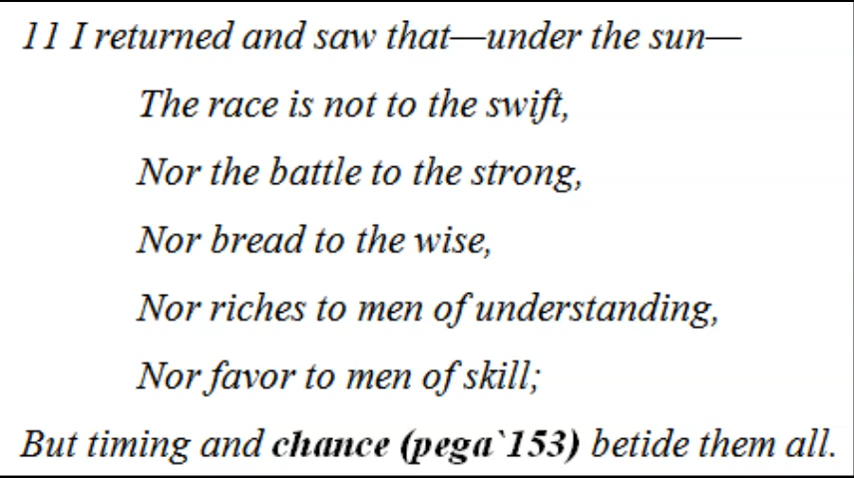 11 I returned and saw that—under the sun—
The race is not to the swift,
Nor the battle to the strong,
Nor bread to the wise,
Nor riches to men of understanding,
Nor favor to men of skill;
But timing and chance (pega`153) betide them all.